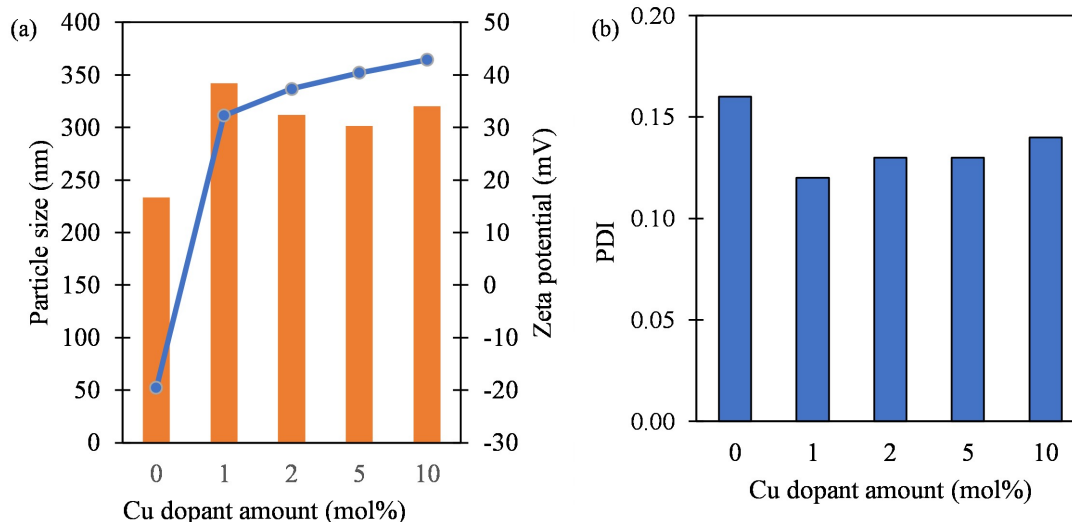 (a)
Particle size (nm)
400
350
300
250
200
150
100
50
0
50
40
30
20
10
0
-10
-20
-30
Zeta potential (mV)
0 1 2 5 10
Cu dopant amount (mol%)
(b)
PDI
0.20
0.15
0.10
0.05
0.00
0 1 2 5 10
Cu dopant amount (mol%)